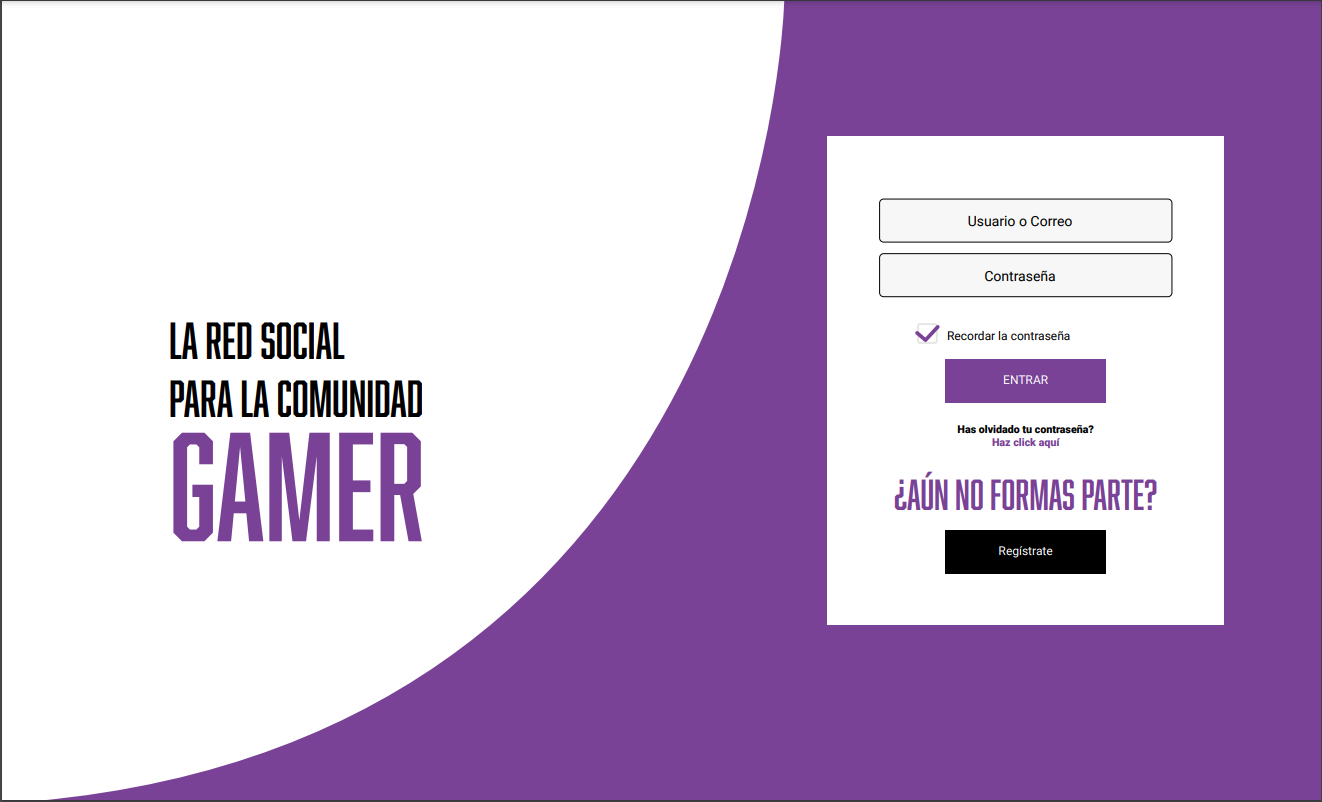 LA RED SOCIAL
PARA LA COMUNIDAD
GAMER
Usuario o Correo
Contraseña
Recordar la contraseña
ENTRAR
Has olvidado tu contraseña?
Haz click aquí
¿AÚN NO FORMAS PARTE?
Regístrate